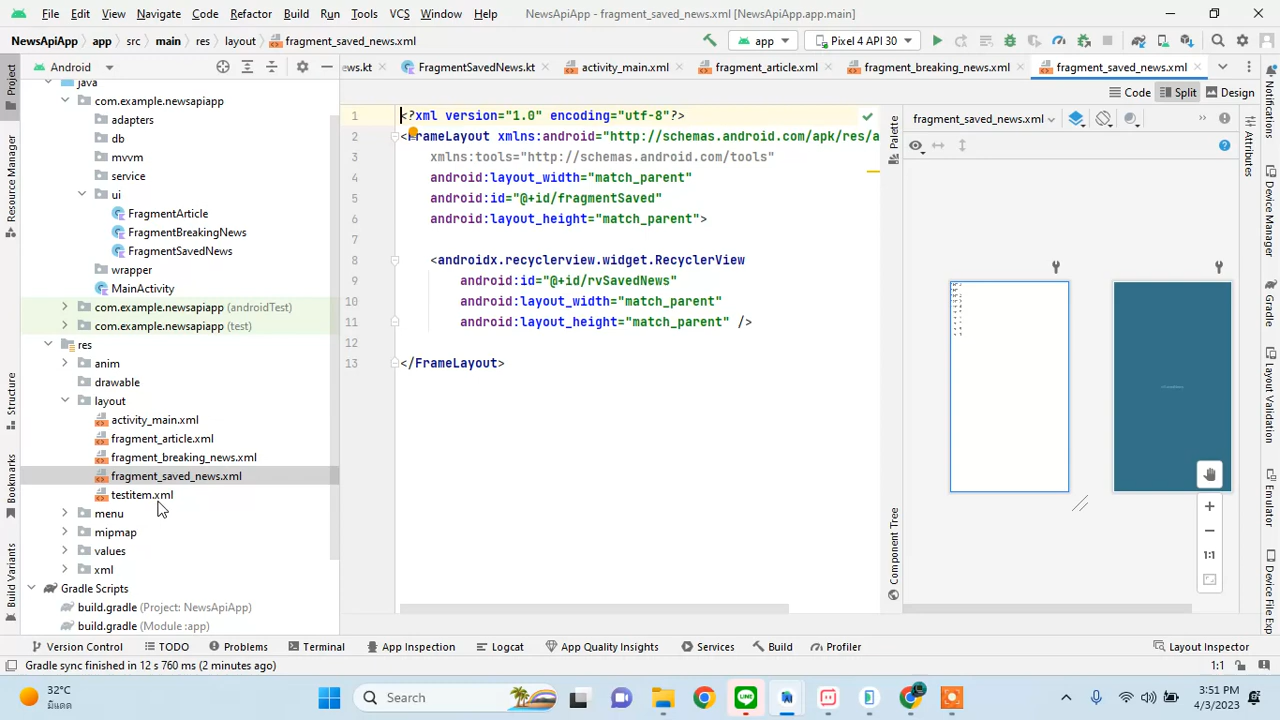 File Edit View Navigate Code Refactor Build Run Tools VCS Window Help NewsApiApp - fragment_saved_news.xml [NewsApiApp.app.main]
NewsApiApp app src main res layout fragment_saved_news.xml app Pixel 4 API 30
Android ews.kt FragmentSavedNews.kt activity_main.xml fragment_article.xml fragment_breaking_news.xml fragment_saved_news.xml
Code Split Design
java
com.example.newsapiapp
adapters
db
mvvm
service
ui
FragmentArticle
FragmentBreakingNews
FragmentSavedNews
wrapper
MainActivity
com.example.newsapiapp (androidTest)
com.example.newsapiapp (test)
res
anim
drawable
layout
activity_main.xml
fragment_article.xml
fragment_breaking_news.xml
fragment_saved_news.xml
testitem.xml
menu
mipmap
values
xml
Gradle Scripts
build.gradle (Project: NewsApiApp)
build.gradle (Module :app)
1 <?xml version="1.0" encoding="utf-8"?>
2 <FrameLayout xmlns:android="http://schemas.android.com/apk/res/a
3 xmlns:tools="http://schemas.android.com/tools"
4 android:layout_width="match_parent"
5 android:id="@+id/fragmentSaved"
6 android:layout_height="match_parent">
7
8 <androidx.recyclerview.widget.RecyclerView
9 android:id="@+id/rvSavedNews"
10 android:layout_width="match_parent"
11 android:layout_height="match_parent" />
12
13 </FrameLayout>
fragment_saved_news.xml
1:1
Project
Resource Manager
Structure
Bookmarks
Build Variants
Palette
Component Tree
Attributes
Notifications
Device Manager
Gradle
Layout Validation
Emulator
Device File Exp
Version Control TODO Problems Terminal App Inspection Logcat App Quality Insights Services Build Profiler Layout Inspector
Gradle sync finished in 12 s 760 ms (2 minutes ago) 1:1
32°C
มีแดด
Search
LINE
3:51 PM
4/3/2023